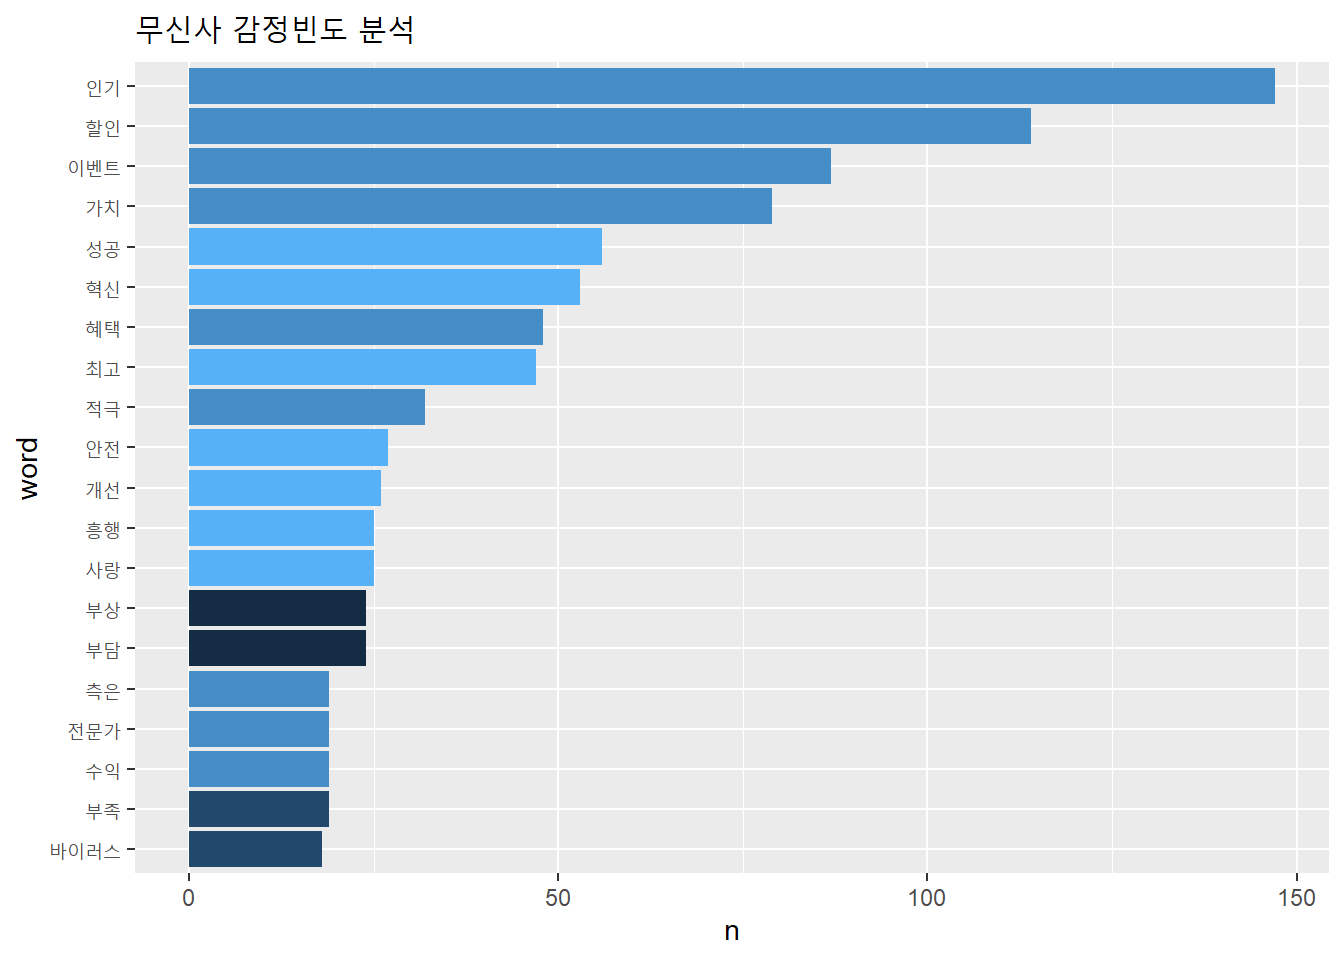 무신사 감정빈도 분석
인기
할인
이벤트
가치
성공
혁신
혜택
최고
적극
안전
개선
흥행
사랑
부상
부담
측은
전문가
수익
부족
바이러스
word
0 50 100 150
n